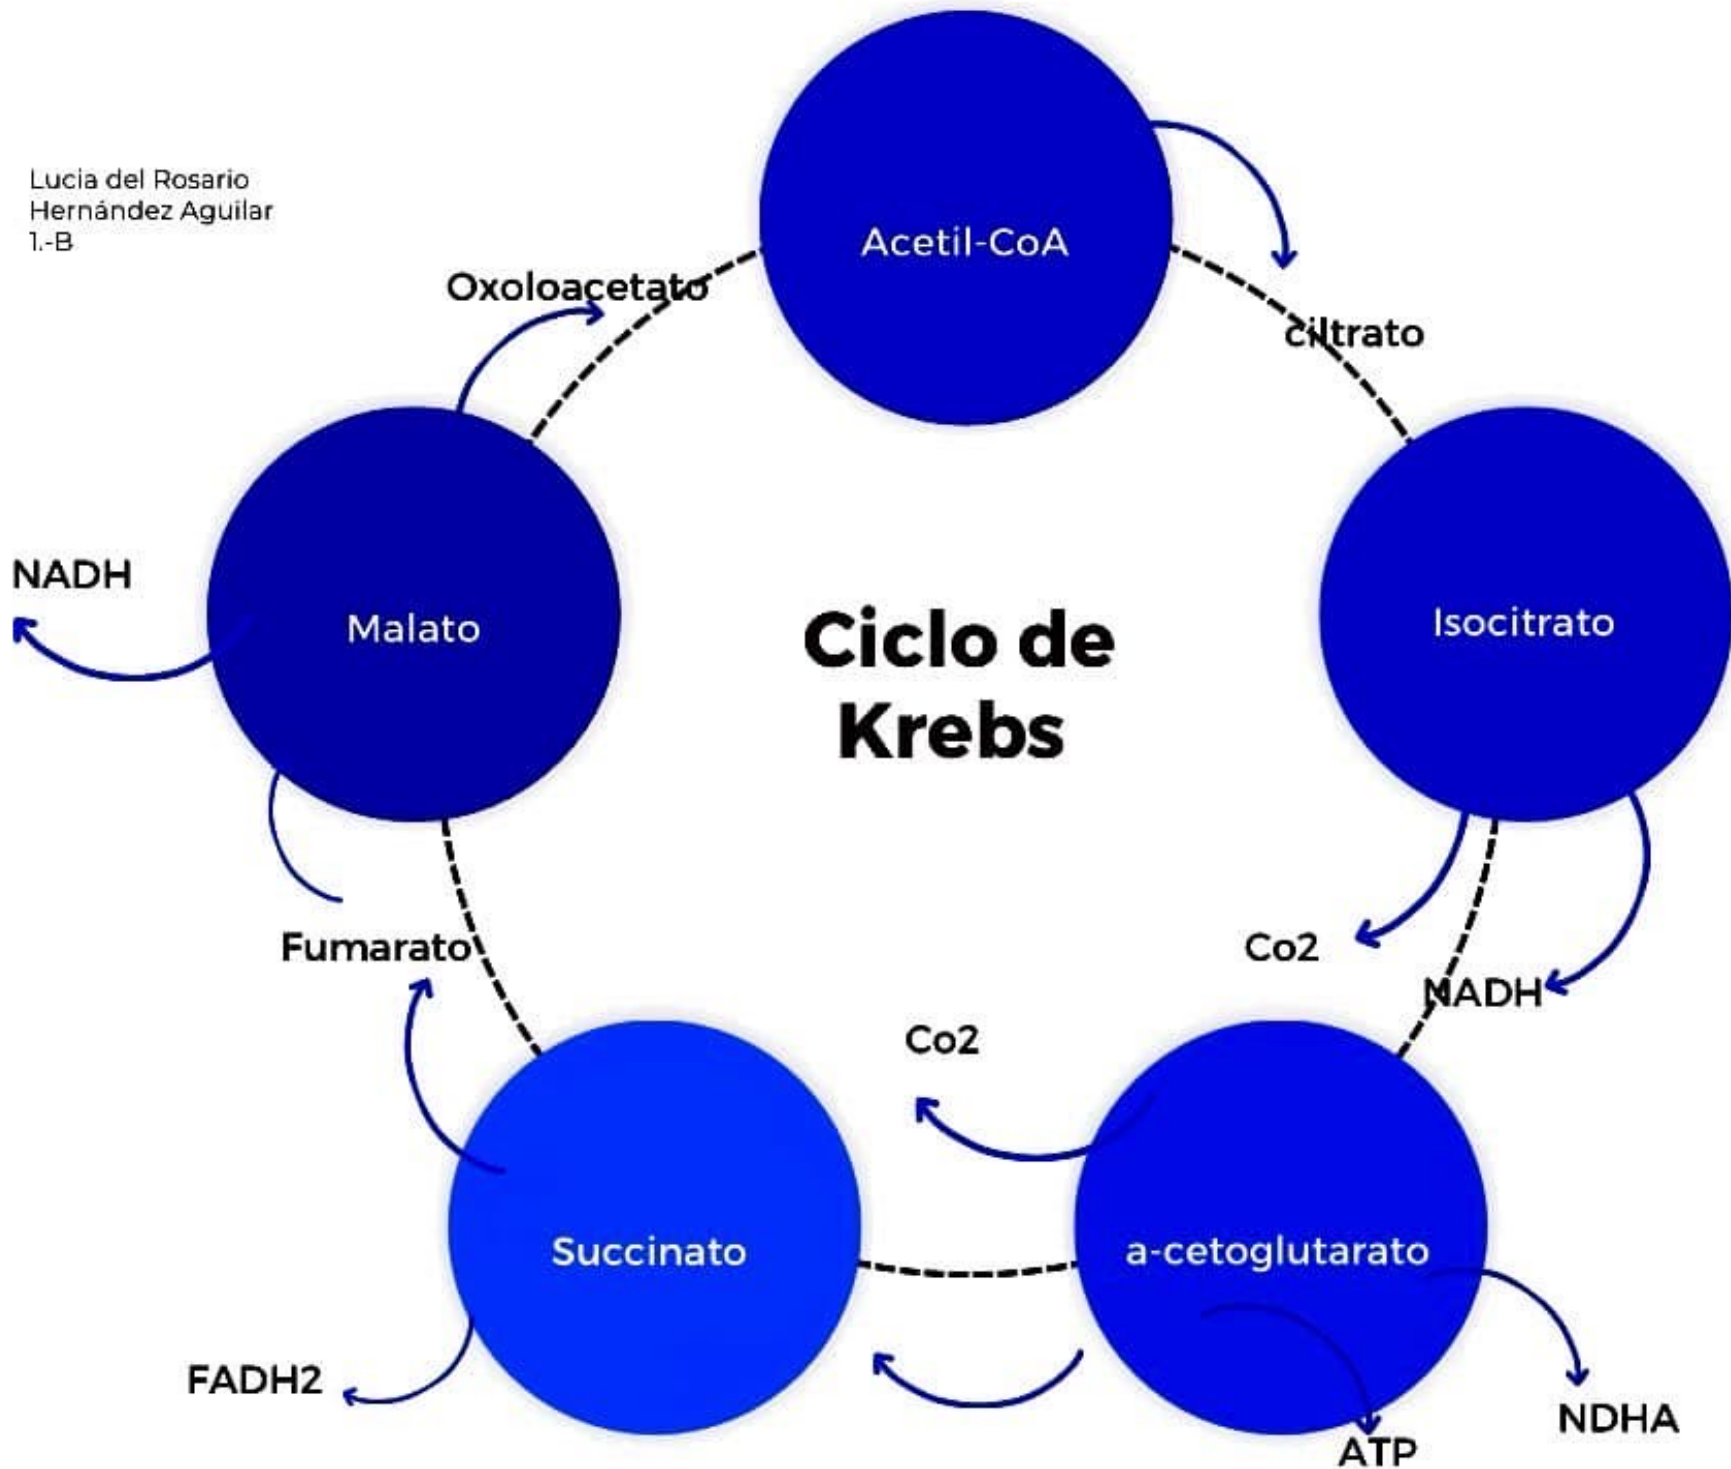 Lucia del Rosario
Hernández Aguilar
1.-B
Acetil-CoA
Oxoloacetato
ciltrato
NADH
Malato
Isocitrato
Ciclo de
Krebs
Fumarato
Co2
NADH
Co2
Succinato
a-cetoglutarato
FADH2
NDHA
ATP